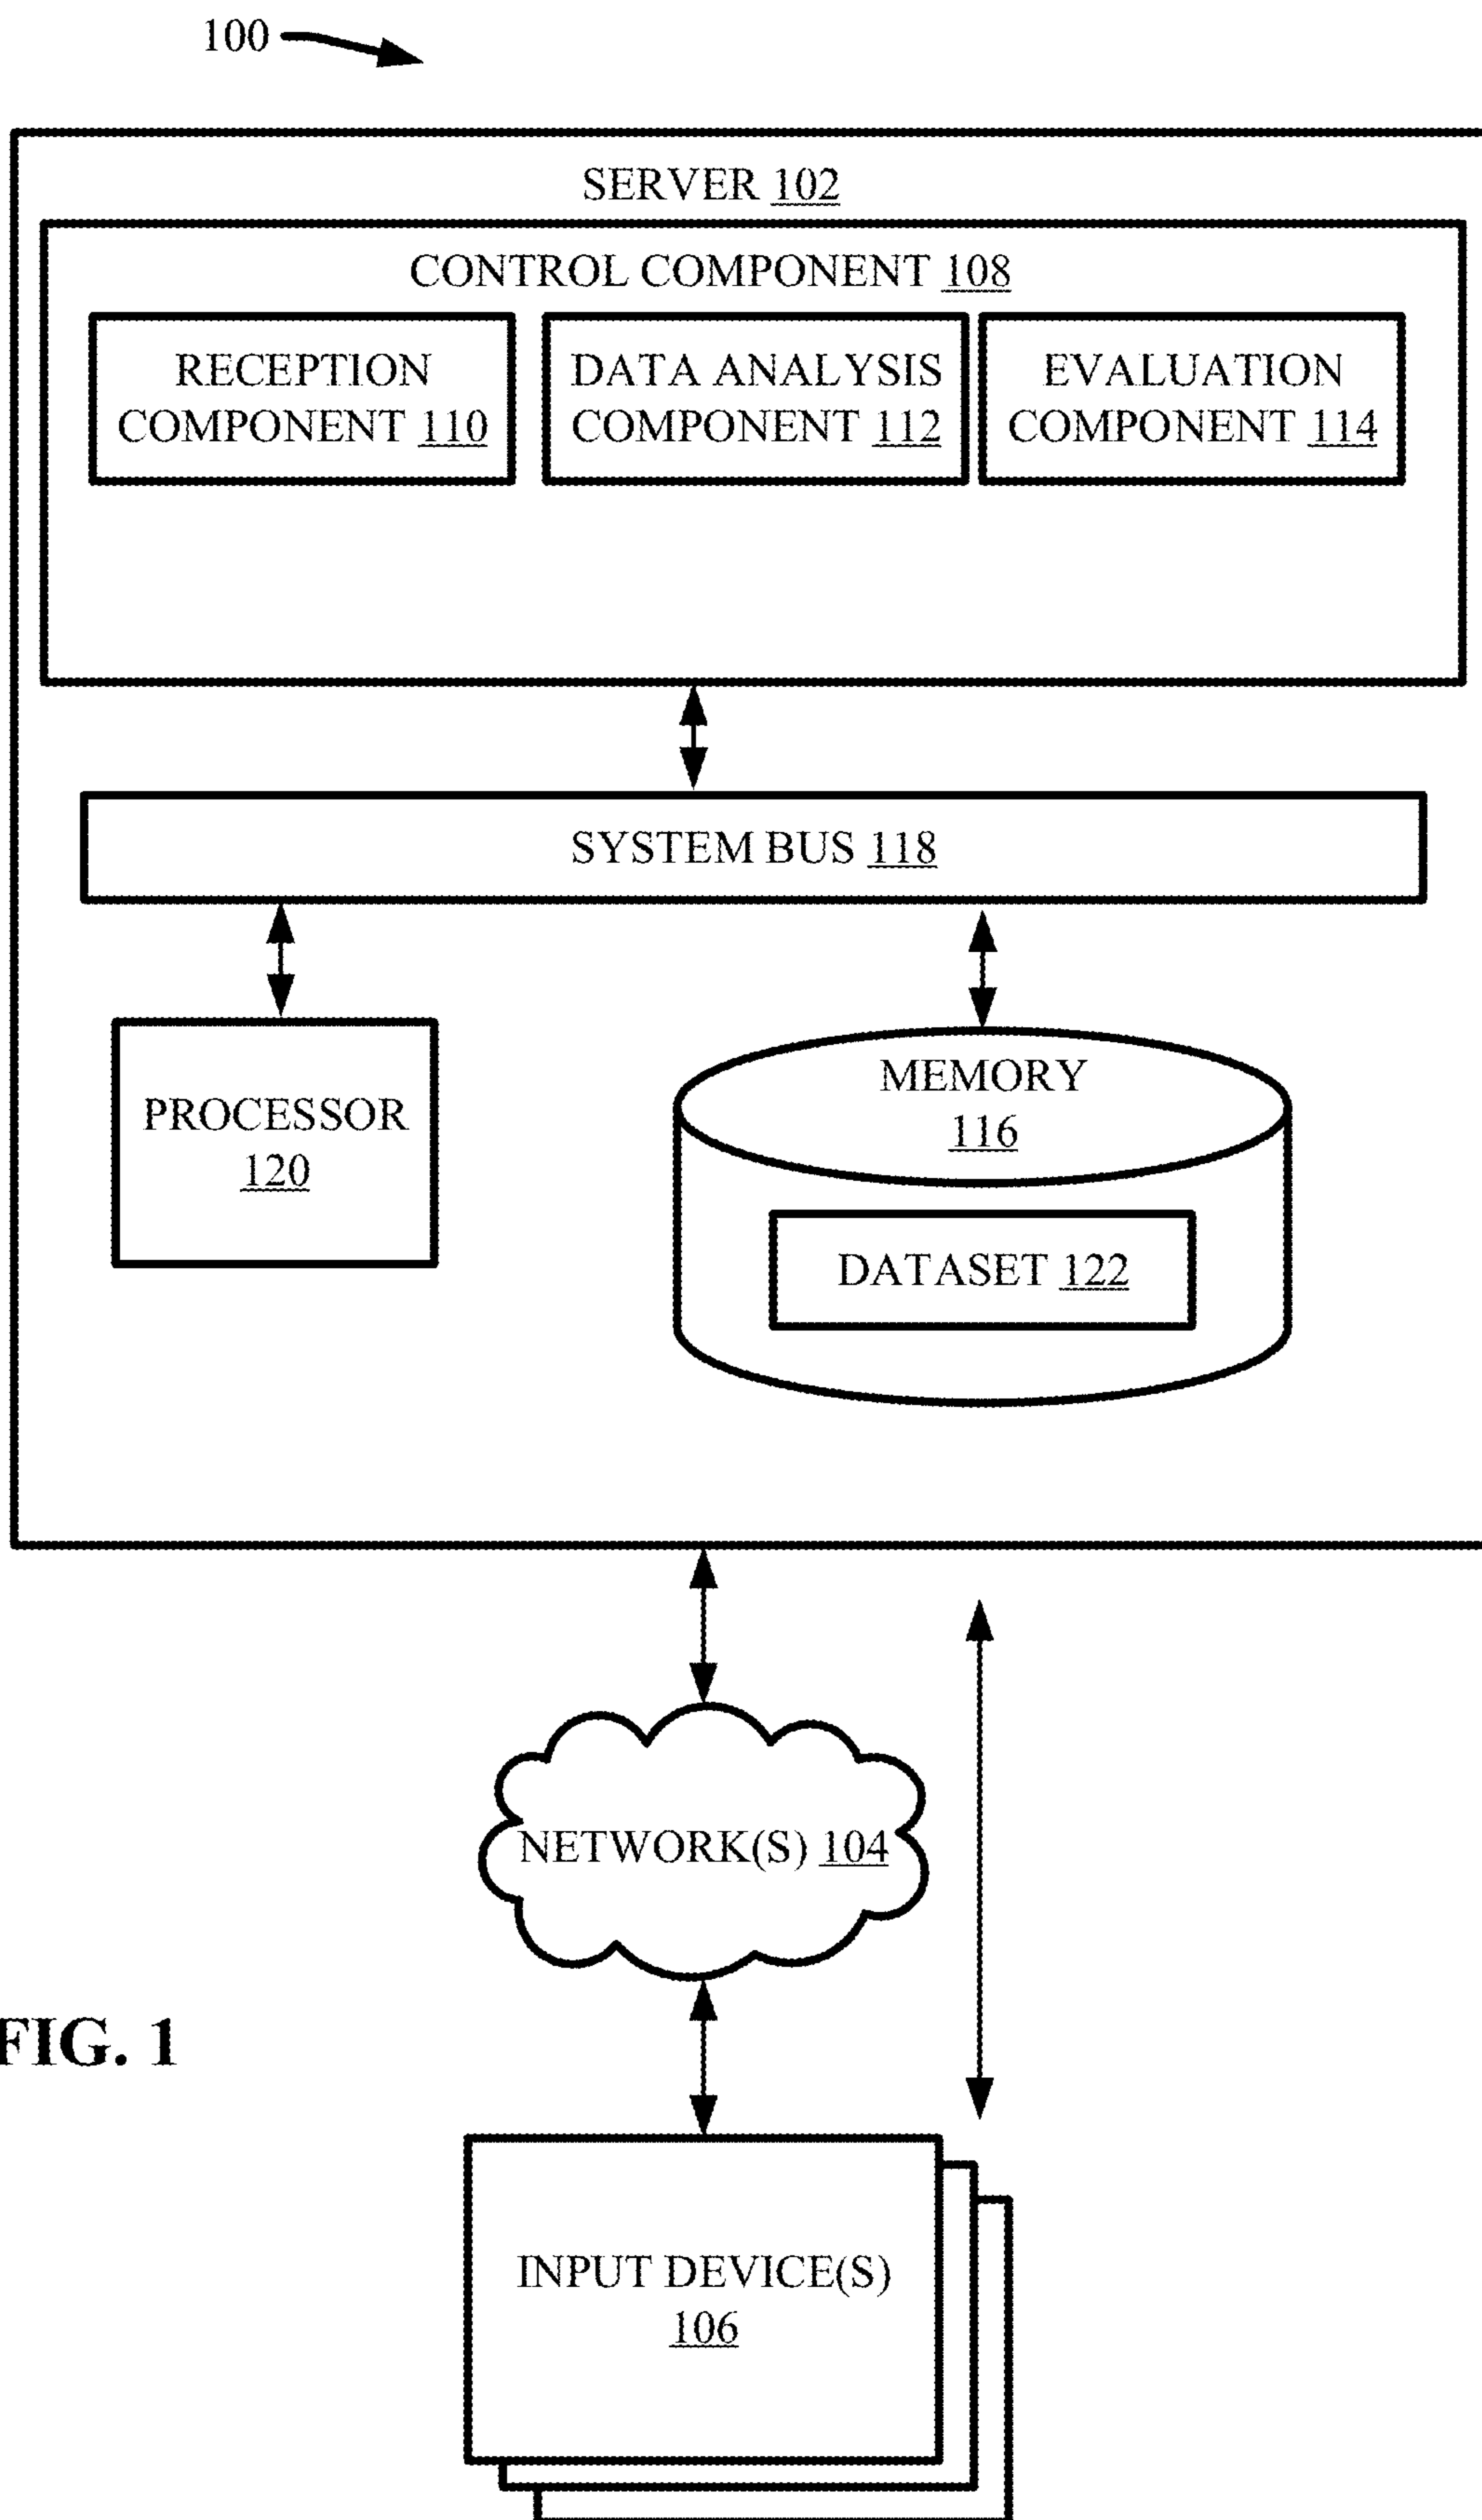 100
SERVER 102
CONTROL COMPONENT 108
RECEPTION
COMPONENT 110
DATA ANALYSIS
COMPONENT 112
EVALUATION
COMPONENT 114
SYSTEM BUS 118
PROCESSOR
120
MEMORY
116
DATASET 122
NETWORK(S) 104
FIG. 1
INPUT DEVICE(S)
106